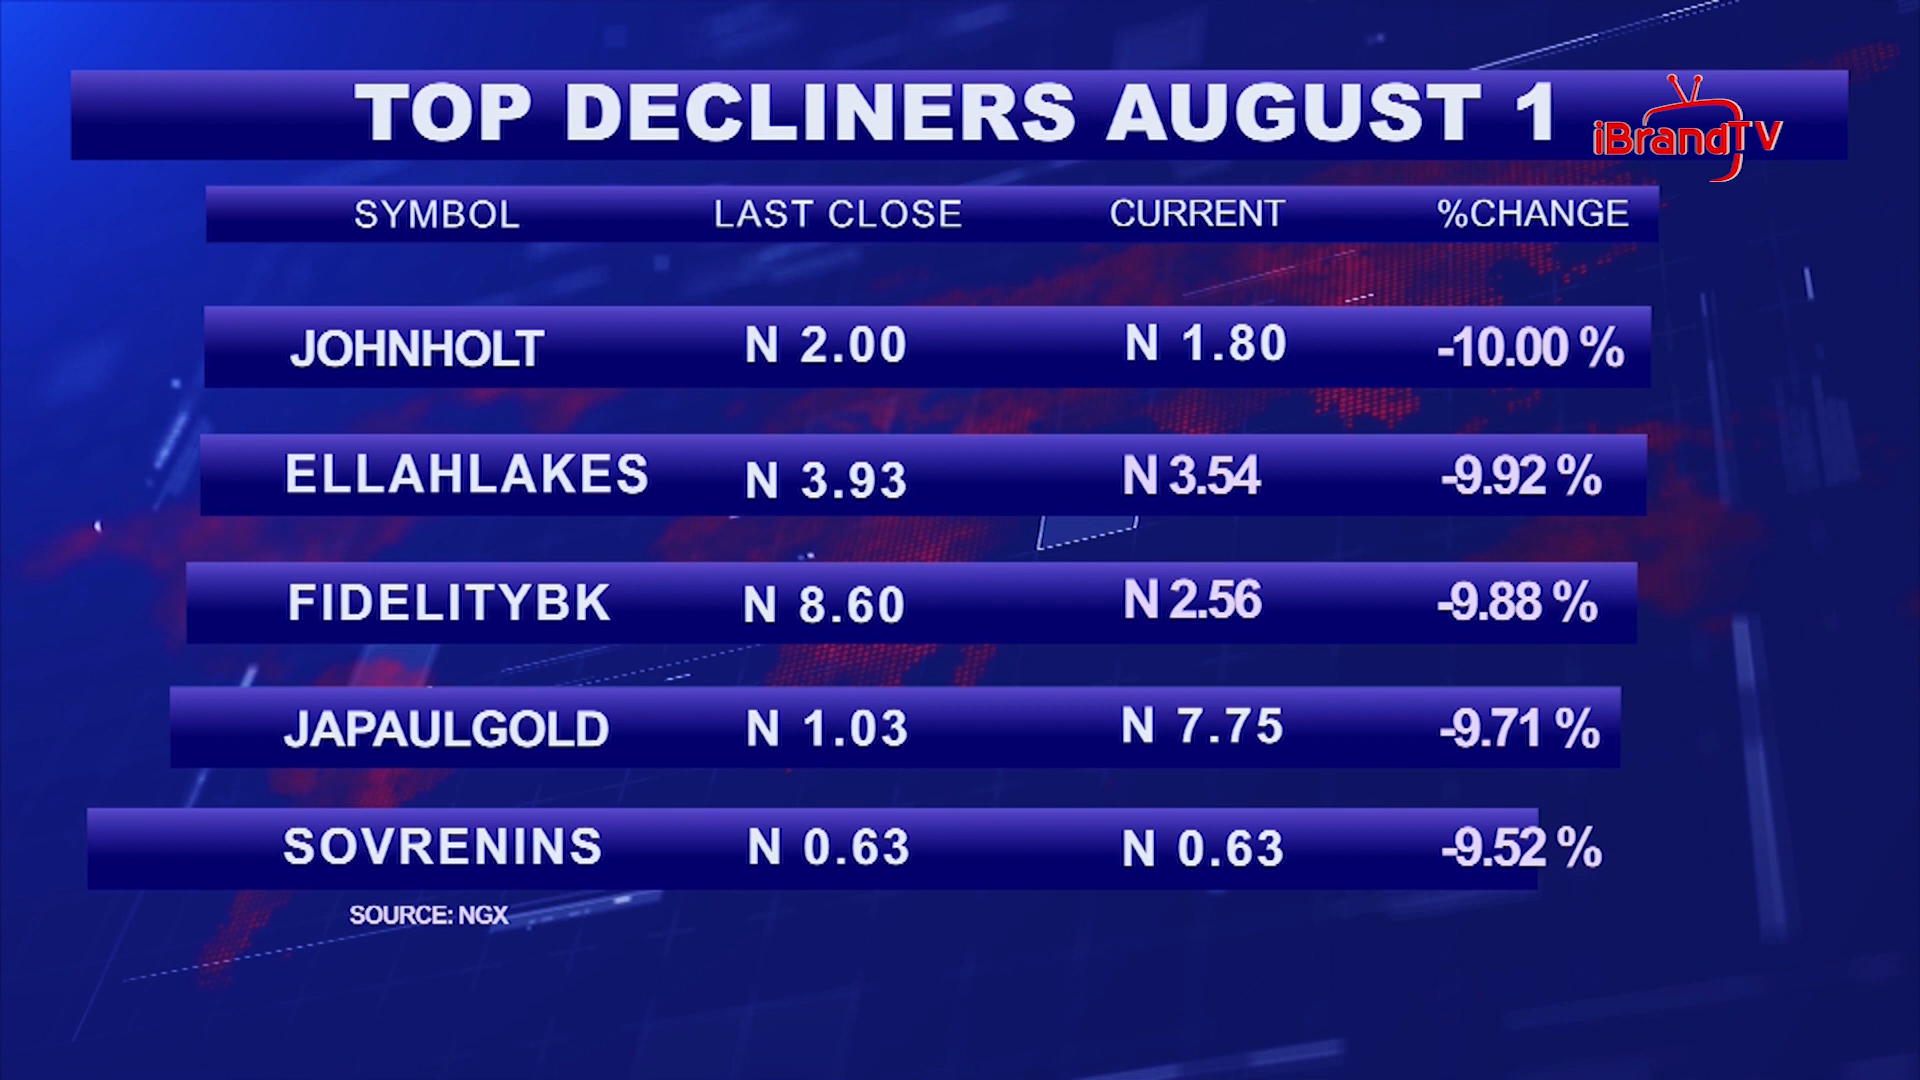 TOP DECLINERS AUGUST 1
iBrandTV
SYMBOL LAST CLOSE CURRENT %CHANGE
JOHNHOLT N 2.00 N 1.80 -10.00 %
ELLAHLAKES N 3.93 N 3.54 -9.92 %
FIDELITYBK N 8.60 N 2.56 -9.88 %
JAPAULGOLD N 1.03 N 7.75 -9.71 %
SOVRENINS N 0.63 N 0.63 -9.52 %
SOURCE: NGX